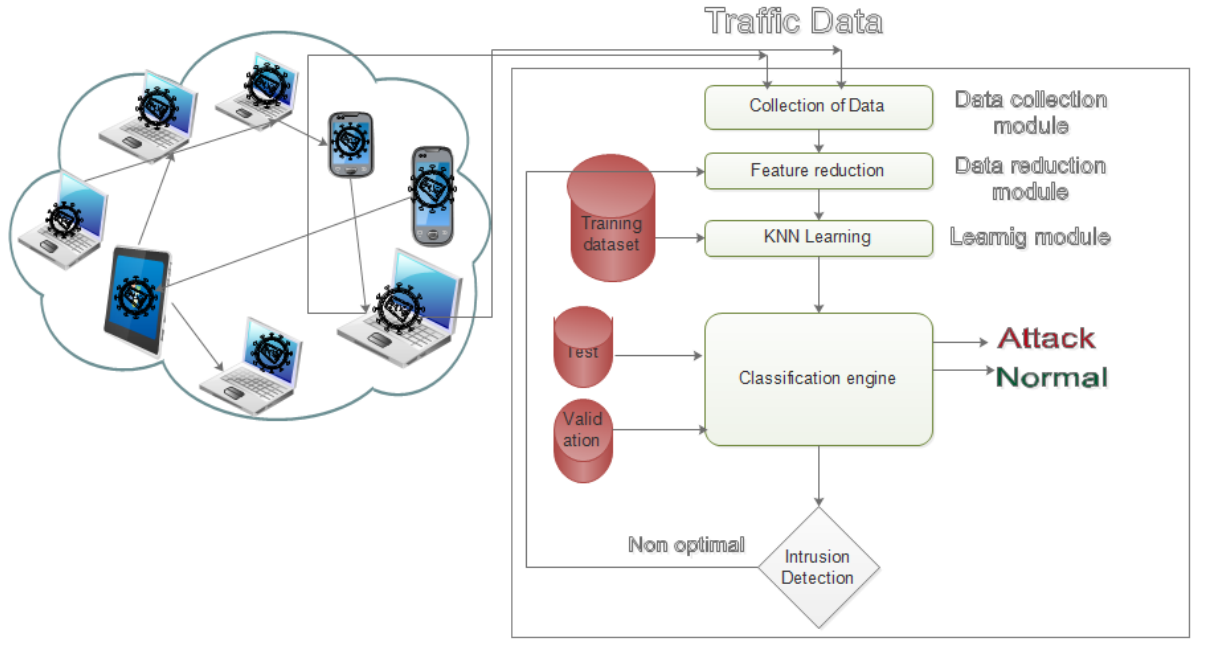 Traffic Data
Collection of Data
Data collection
module
Feature reduction
Data reduction
module
Training
dataset
KNN Learning
Learnig module
Test
Classification engine
Attack
Normal
Valid
ation
Non optimal
Intrusion
Detection